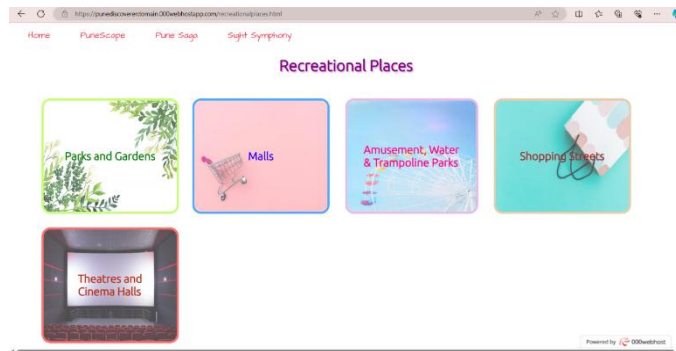 https://punediscovererdomain.000webhostapp.com/recreationalplaces.html
Home PuneScape Pune Saga Sight Symphony
Recreational Places
Parks and Gardens
Malls
Amusement, Water
& Trampoline Parks
Shopping Streets
Theatres and
Cinema Halls
Powered by 000webhost